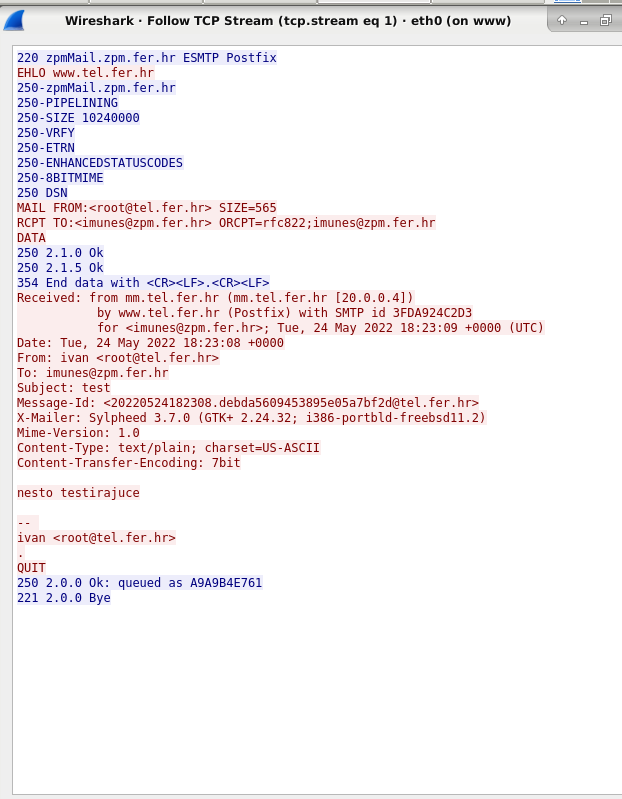 Wireshark · Follow TCP Stream (tcp.stream eq 1) · eth0 (on www)
220 zpmMail.zpm.fer.hr ESMTP Postfix
EHLO www.tel.fer.hr
250-zpmMail.zpm.fer.hr
250-PIPELINING
250-SIZE 10240000
250-VRFY
250-ETRN
250-ENHANCEDSTATUSCODES
250-8BITMIME
250 DSN
MAIL FROM:<root@tel.fer.hr> SIZE=565
RCPT TO:<imunes@zpm.fer.hr> ORCPT=rfc822;imunes@zpm.fer.hr
DATA
250 2.1.0 Ok
250 2.1.5 Ok
354 End data with <CR><LF>.<CR><LF>
Received: from mm.tel.fer.hr (mm.tel.fer.hr [20.0.0.4])
by www.tel.fer.hr (Postfix) with SMTP id 3FDA924C2D3
for <imunes@zpm.fer.hr>; Tue, 24 May 2022 18:23:09 +0000 (UTC)
Date: Tue, 24 May 2022 18:23:08 +0000
From: ivan <root@tel.fer.hr>
To: imunes@zpm.fer.hr
Subject: test
Message-Id: <20220524182308.debda5609453895e05a7bf2d@tel.fer.hr>
X-Mailer: Sylpheed 3.7.0 (GTK+ 2.24.32; i386-portbld-freebsd11.2)
Mime-Version: 1.0
Content-Type: text/plain; charset=US-ASCII
Content-Transfer-Encoding: 7bit
nesto testirajuce
--
ivan <root@tel.fer.hr>
.
QUIT
250 2.0.0 Ok: queued as A9A9B4E761
221 2.0.0 Bye